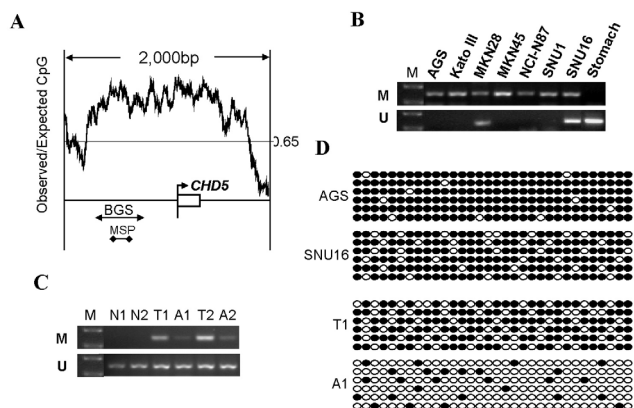 A
2,000bp
Observed/Expected CpG
0.65
CHD5
BGS
MSP
B
M
AGS
Kato III
MKN28
MKN45
NCI-N87
SNU1
SNU16
Stomach
M
U
C
M N1 N2 T1 A1 T2 A2
M
U
D
AGS
SNU16
T1
A1